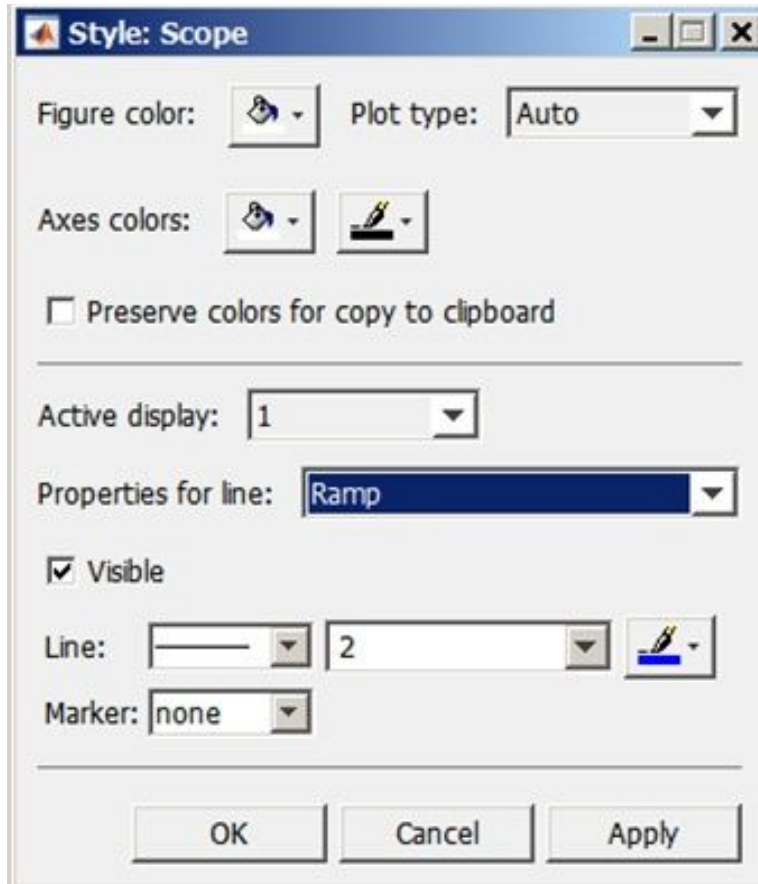 Style: Scope
Figure color: Plot type: Auto
Axes colors:
Preserve colors for copy to clipboard
Active display: 1
Properties for line: Ramp
Visible
Line: 2
Marker: none
OK Cancel Apply